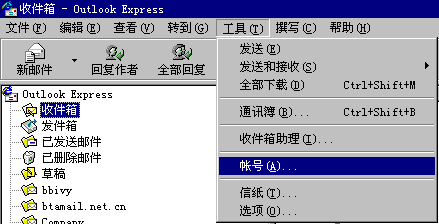 收件箱 - Outlook Express
文件(F) 编辑(E) 查看(V) 转到(G) 工具(T) 撰写(C) 帮助(H)
新邮件 回复作者 全部回复
Outlook Express
收件箱
发件箱
已发送邮件
已删除邮件
草稿
bbivy
btamail.net.cn
Company
发送(E)
发送和接收(S)
全部下载(D) Ctrl+Shift+M
通讯簿(B)... Ctrl+Shift+B
收件箱助理(I)...
帐号(A)...
信纸(T)...
选项(O)...